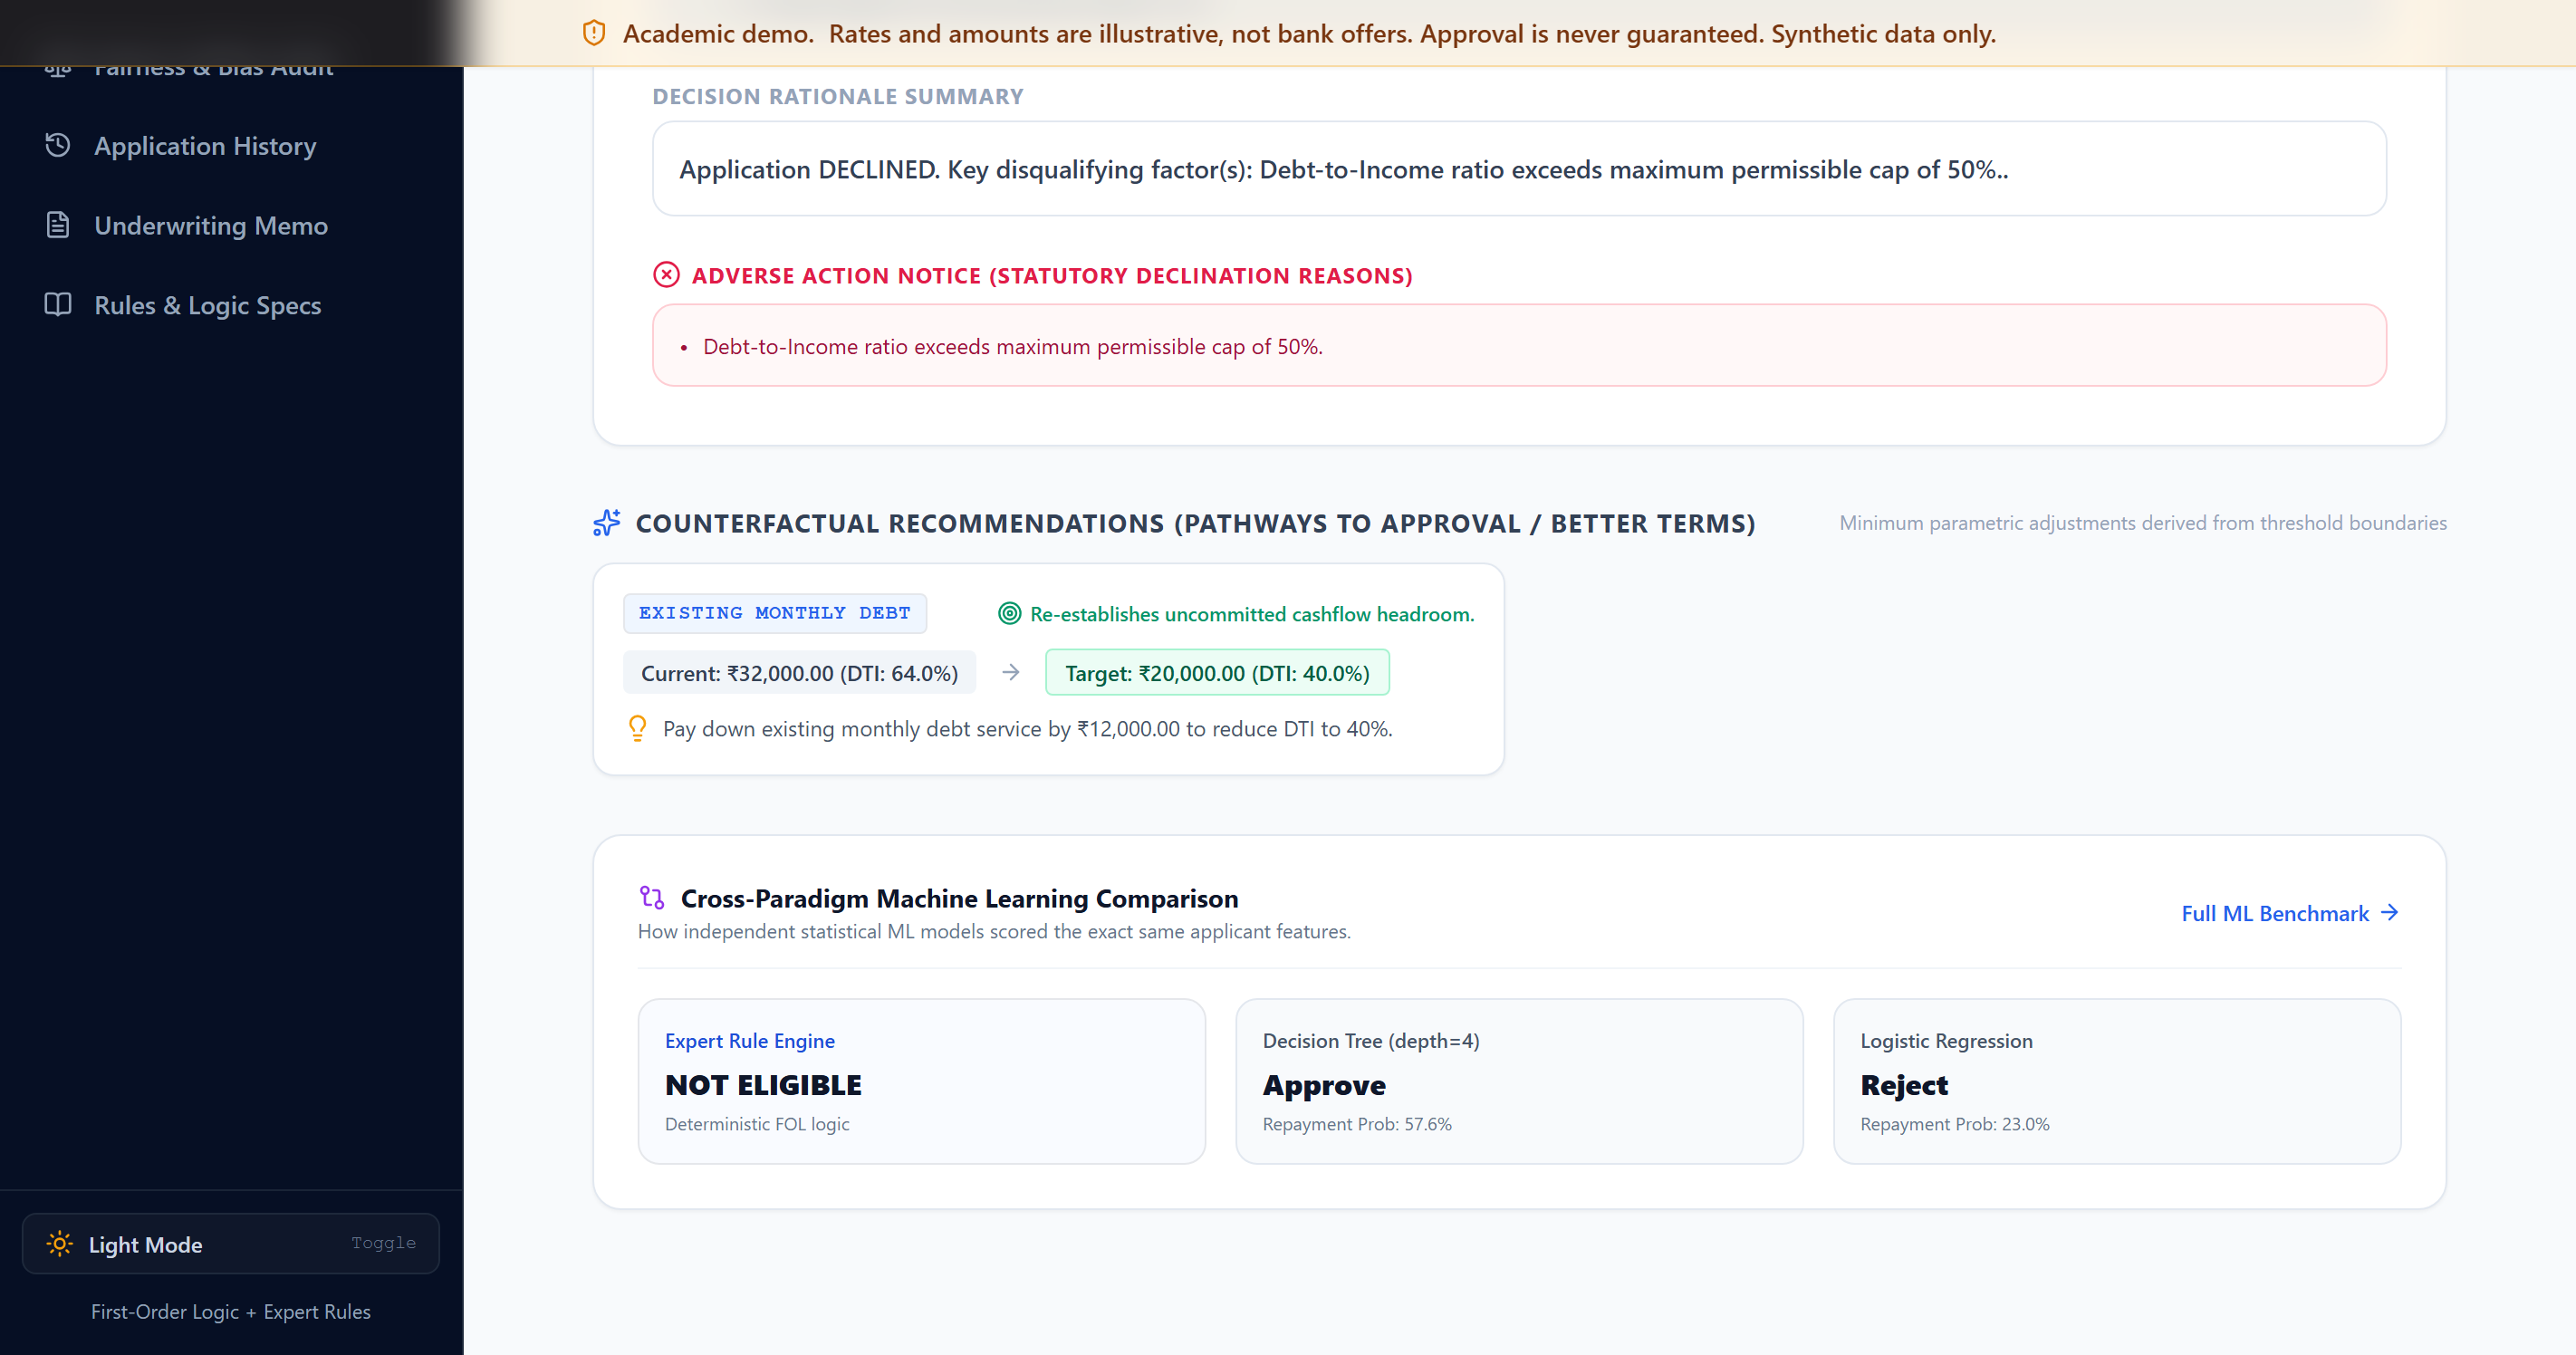 Academic demo. Rates and amounts are illustrative, not bank offers. Approval is never guaranteed. Synthetic data only.
Fairness & Bias Audit
Application History
Underwriting Memo
Rules & Logic Specs
Light Mode
Toggle
First-Order Logic + Expert Rules
DECISION RATIONALE SUMMARY
Application DECLINED. Key disqualifying factor(s): Debt-to-Income ratio exceeds maximum permissible cap of 50%..
ADVERSE ACTION NOTICE (STATUTORY DECLINATION REASONS)
• Debt-to-Income ratio exceeds maximum permissible cap of 50%.
COUNTERFACTUAL RECOMMENDATIONS (PATHWAYS TO APPROVAL / BETTER TERMS)
Minimum parametric adjustments derived from threshold boundaries
EXISTING MONTHLY DEBT
Re-establishes uncommitted cashflow headroom.
Current: ₹32,000.00 (DTI: 64.0%) → Target: ₹20,000.00 (DTI: 40.0%)
Pay down existing monthly debt service by ₹12,000.00 to reduce DTI to 40%.
Cross-Paradigm Machine Learning Comparison
How independent statistical ML models scored the exact same applicant features.
Full ML Benchmark →
Expert Rule Engine
NOT ELIGIBLE
Deterministic FOL logic
Decision Tree (depth=4)
Approve
Repayment Prob: 57.6%
Logistic Regression
Reject
Repayment Prob: 23.0%